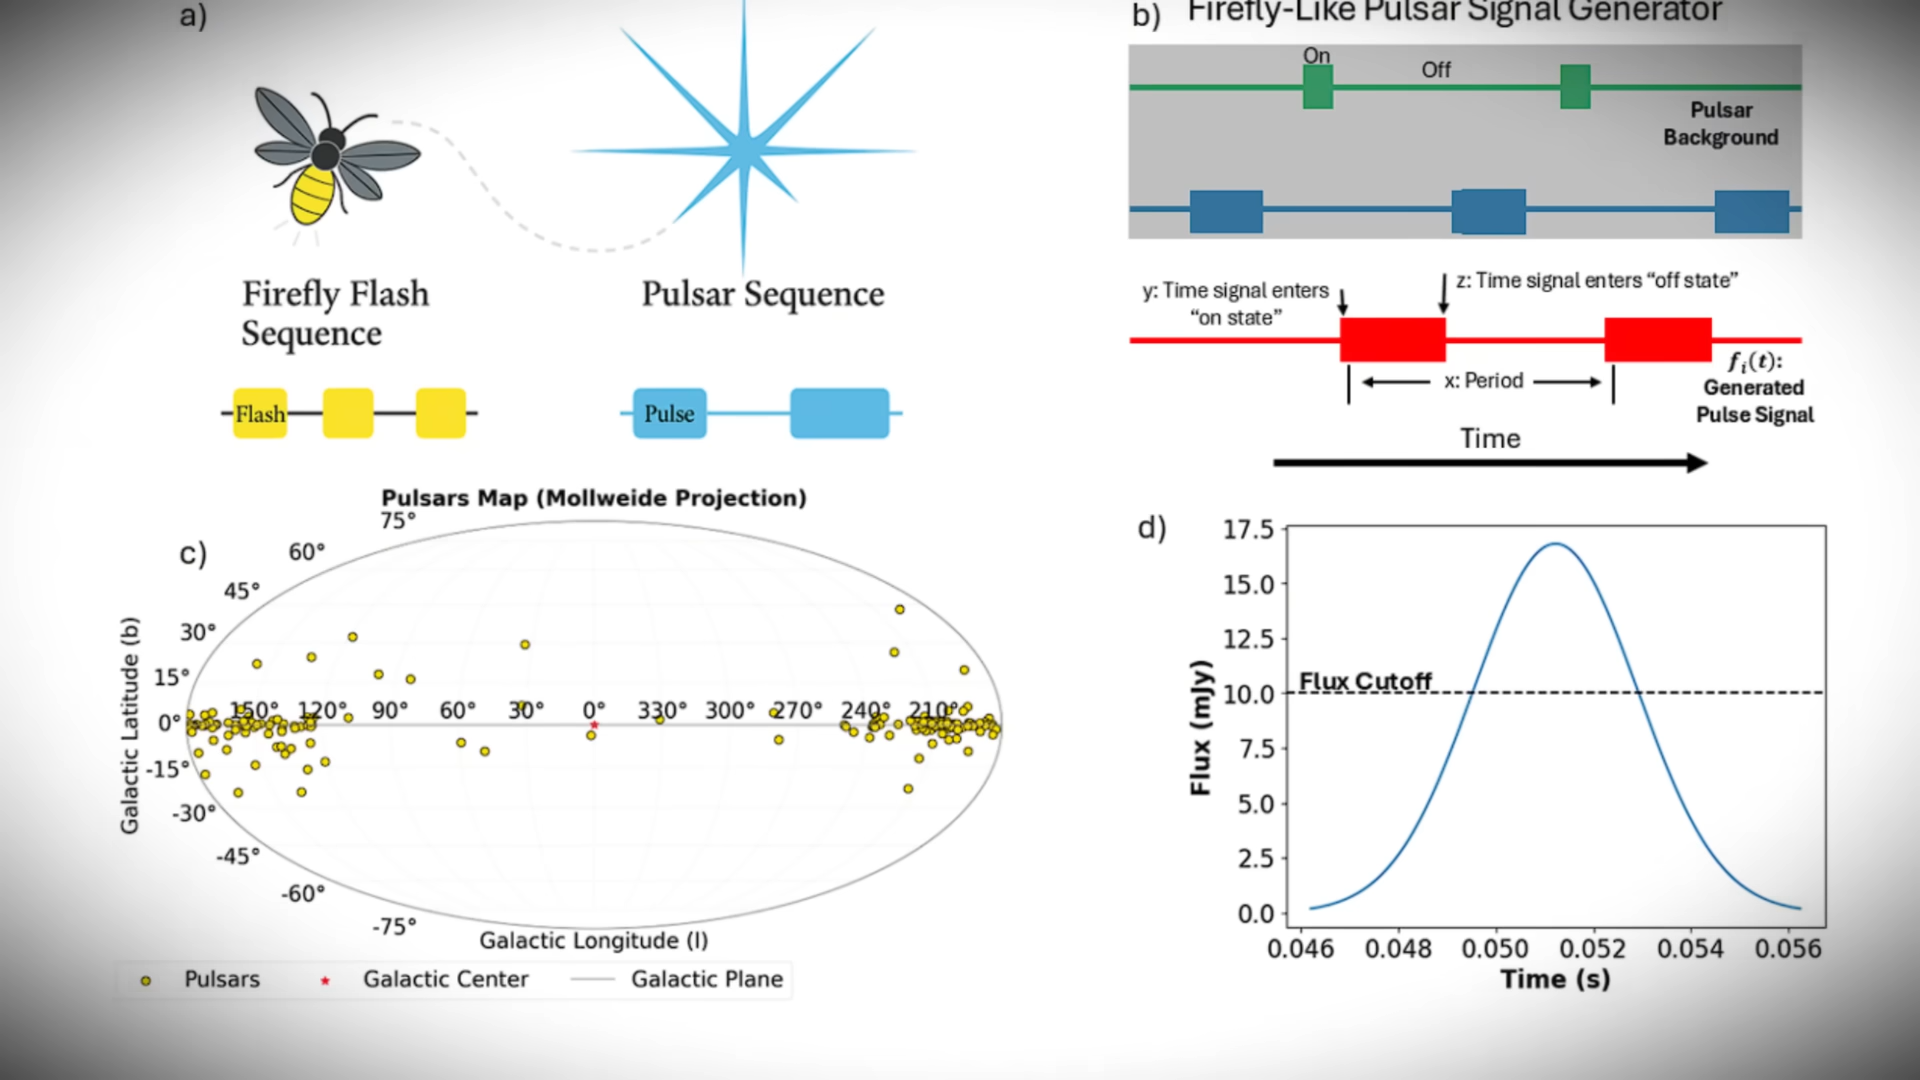 a)
Firefly Flash
Sequence
Pulsar Sequence
Flash
Pulse
b) Firefly-Like Pulsar Signal Generator
On
Off
Pulsar
Background
y: Time signal enters
“on state”
z: Time signal enters “off state”
x: Period
fᵢ(t):
Generated
Pulse Signal
Time
Pulsars Map (Mollweide Projection)
c)
75°
60°
45°
30°
15°
0°
-15°
-30°
-45°
-60°
-75°
Galactic Latitude (b)
150° 120° 90° 60° 30° 0° 330° 300° 270° 240° 210°
Galactic Longitude (l)
Pulsars Galactic Center Galactic Plane
d)
17.5
15.0
12.5
10.0
7.5
5.0
2.5
0.0
Flux (mJy)
Flux Cutoff
0.046 0.048 0.050 0.052 0.054 0.056
Time (s)